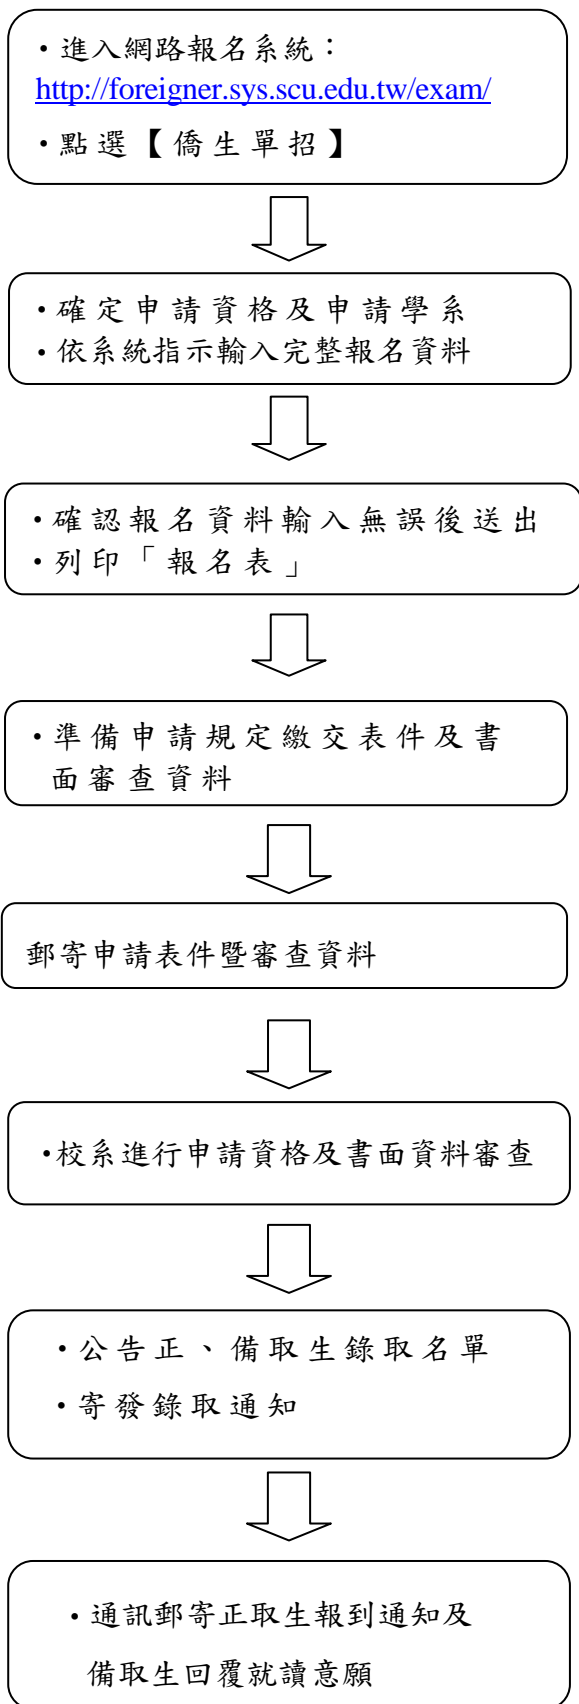 ・進入網路報名系統：
http://foreigner.sys.scu.edu.tw/exam/
・點選【僑生單招】
・確定申請資格及申請學系
・依系統指示輸入完整報名資料
・確認報名資料輸入無誤後送出
・列印「報名表」
・準備申請規定繳交表件及書
面審查資料
郵寄申請表件暨審查資料
・校系進行申請資格及書面資料審查
・公告正、備取生錄取名單
・寄發錄取通知
・通訊郵寄正取生報到通知及
備取生回覆就讀意願